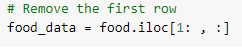 # Remove the first row
food_data = food.iloc[1: , :]